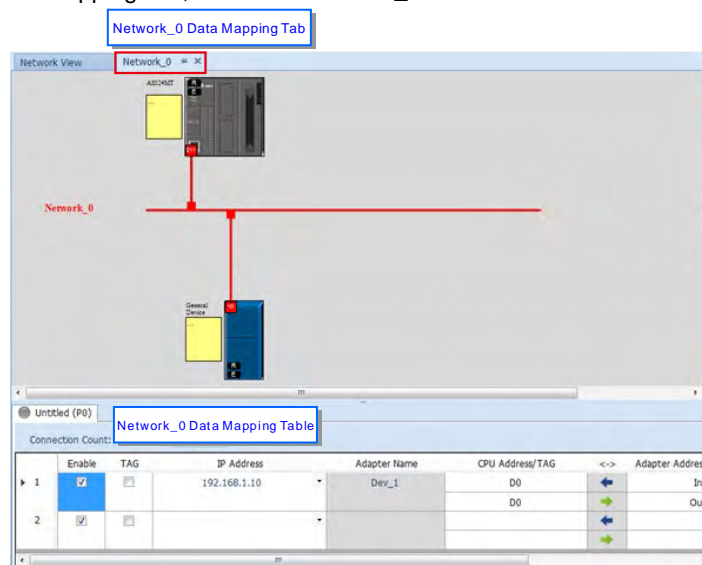 Network_0 Data Mapping Tab
Network View Network_0
AH524MT
R
E
Network_0
General
Device
R
E
Untitled (P0)
Network_0 Data Mapping Table
Connection Count:
Enable TAG IP Address Adapter Name CPU Address/TAG <-> Adapter Addres
1 192.168.1.10 Dev_1 D0 In
D0 Ou
2